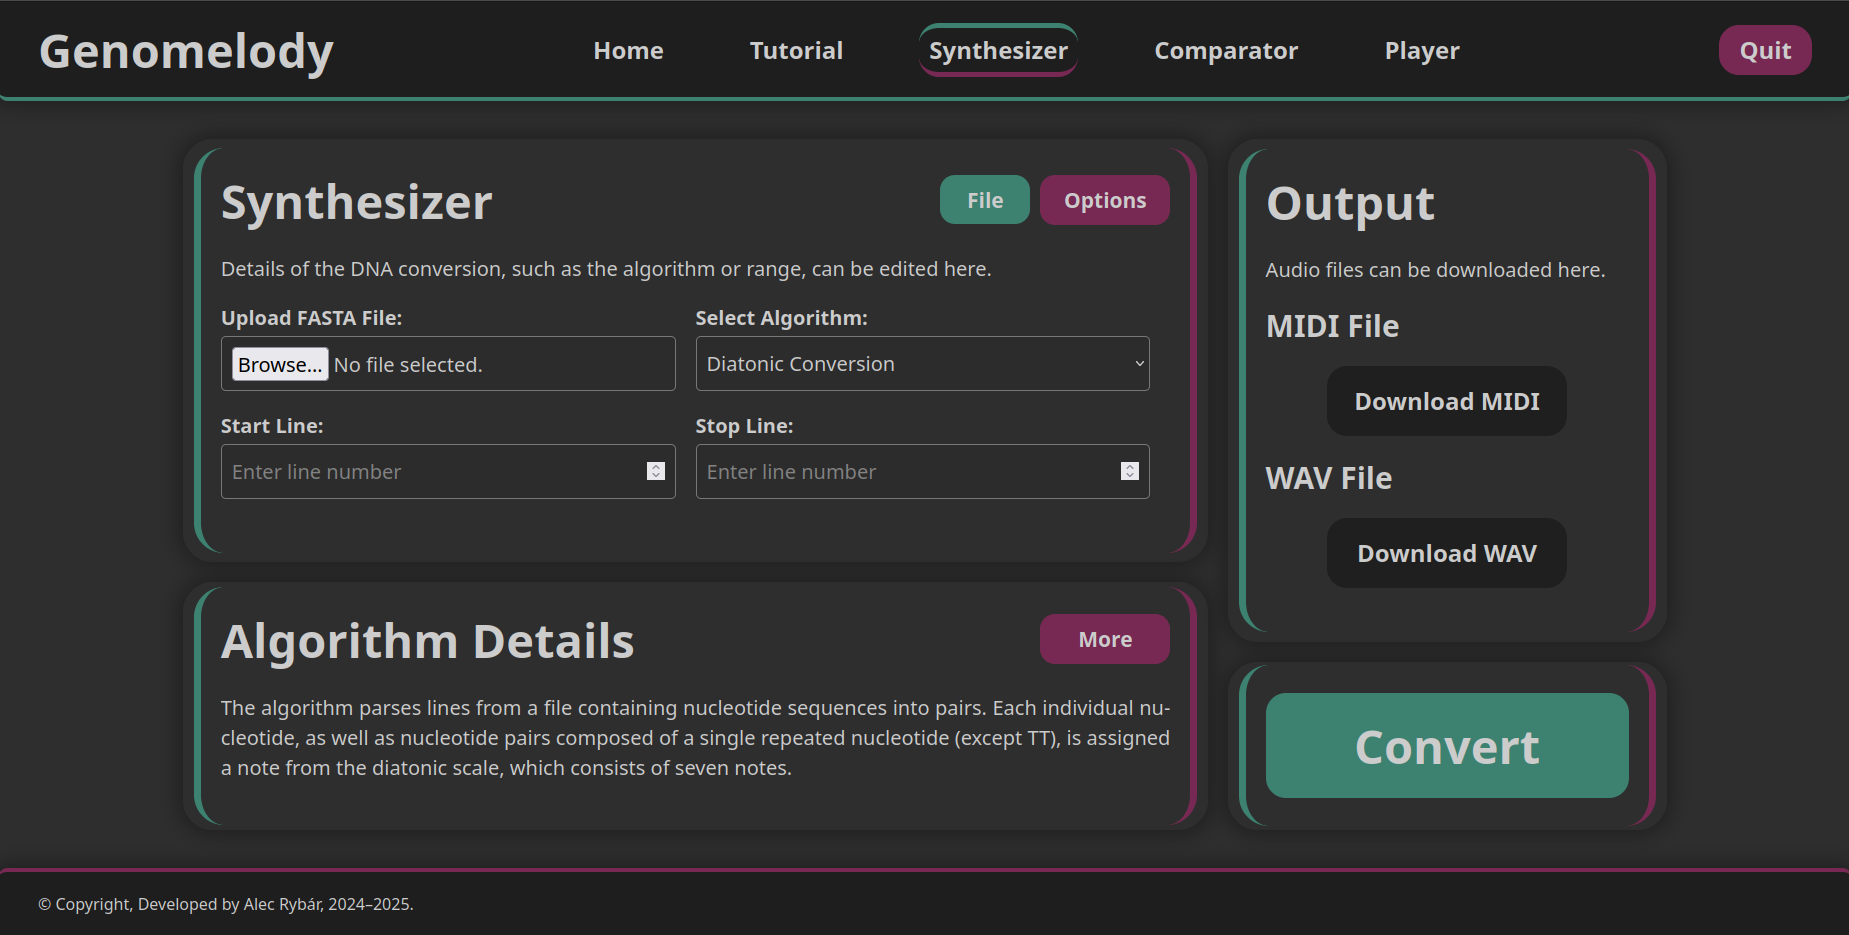 Genomelody
Home
Tutorial
Synthesizer
Comparator
Player
Quit
Synthesizer
File
Options
Details of the DNA conversion, such as the algorithm or range, can be edited here.
Upload FASTA File:
Select Algorithm:
Browse... No file selected.
Diatonic Conversion
Start Line:
Stop Line:
Enter line number
Enter line number
Algorithm Details
More
The algorithm parses lines from a file containing nucleotide sequences into pairs. Each individual nu-
cleotide, as well as nucleotide pairs composed of a single repeated nucleotide (except TT), is assigned
a note from the diatonic scale, which consists of seven notes.
Output
Audio files can be downloaded here.
MIDI File
Download MIDI
WAV File
Download WAV
Convert
© Copyright, Developed by Alec Rybár, 2024–2025.